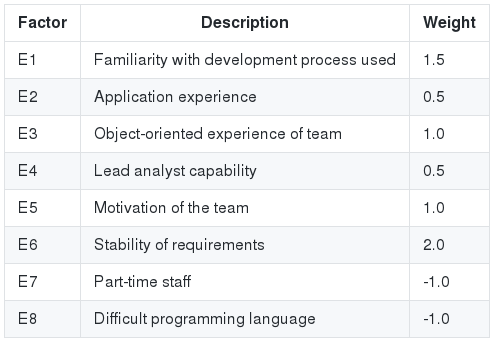 Factor Description Weight
E1 Familiarity with development process used 1.5
E2 Application experience 0.5
E3 Object-oriented experience of team 1.0
E4 Lead analyst capability 0.5
E5 Motivation of the team 1.0
E6 Stability of requirements 2.0
E7 Part-time staff -1.0
E8 Difficult programming language -1.0